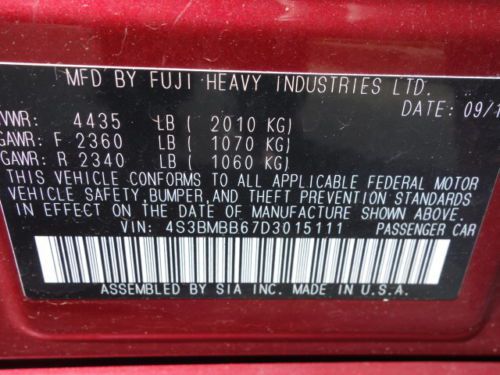 MFD BY FUJI HEAVY INDUSTRIES LTD.
DATE: 09/1
VWR: 4435 LB ( 2010 KG)
GAWR: F 2360 LB ( 1070 KG)
GAWR: R 2340 LB ( 1060 KG)
THIS VEHICLE CONFORMS TO ALL APPLICABLE FEDERAL MOTOR
VEHICLE SAFETY, BUMPER, AND THEFT PREVENTION STANDARDS
IN EFFECT ON THE DATE OF MANUFACTURE SHOWN ABOVE.
VIN: 4S3BMBB67D3015111 PASSENGER CAR
ASSEMBLED BY SIA INC. MADE IN U.S.A.